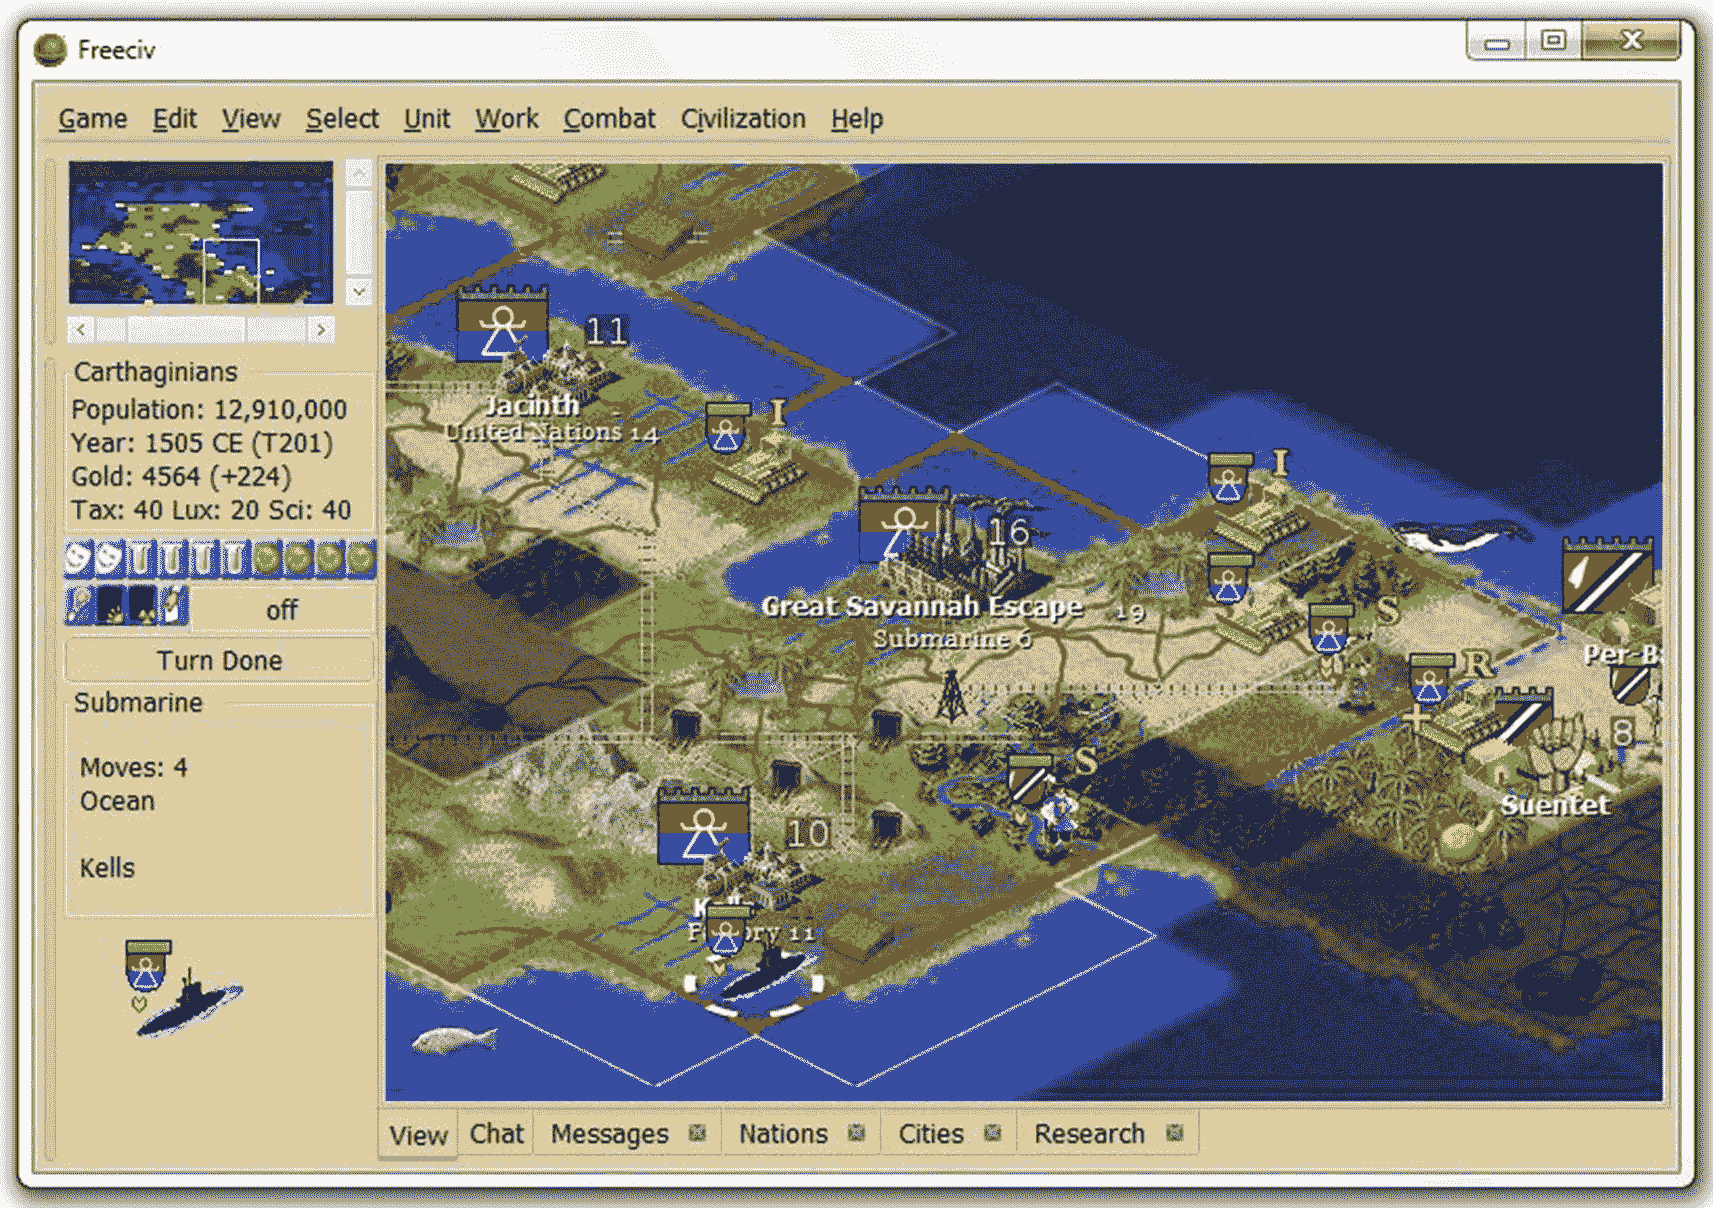 Freeciv
Game Edit View Select Unit Work Combat Civilization Help
Carthaginians
Population: 12,910,000
Year: 1505 CE (T201)
Gold: 4564 (+224)
Tax: 40 Lux: 20 Sci: 40
off
Turn Done
Submarine
Moves: 4
Ocean
Kells
11
Jacinth
United Nations 14
I
I
16
Great Savannah Escape 19
Submarine 6
S
R
Per-B
8
Suentet
S
10
11
View Chat Messages Nations Cities Research